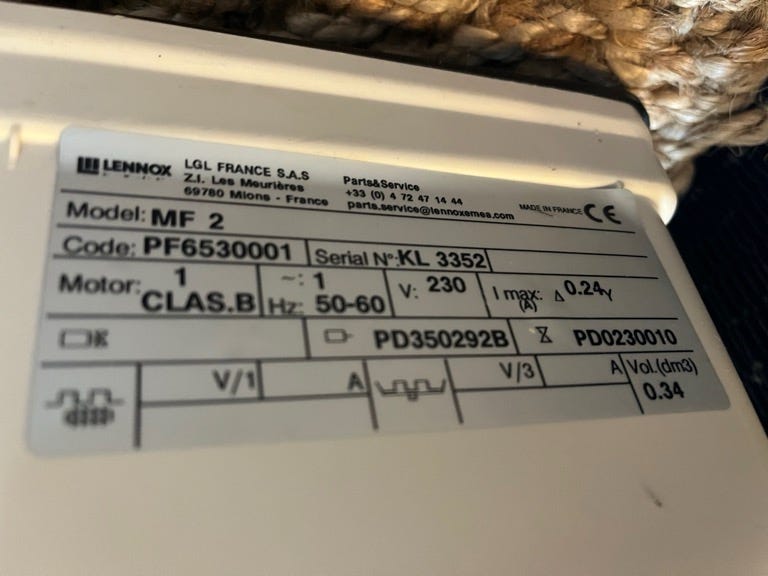 LENNOX
LGL FRANCE S.A.S
Z.I. Les Meurières
69780 Mions - France
Parts&Service
+33 (0) 4 72 47 14 44
parts.service@lennoxemea.com
MADE IN FRANCE CE
Model: MF 2
Code: PF6530001 Serial N°: KL 3352
Motor: 1 CLAS.B
~: 1
Hz: 50-60
V: 230
I max: (A) Δ 0.24 Y
PD350292B PD0230010
V/1 A V/3 A Vol.(dm3)
0.34